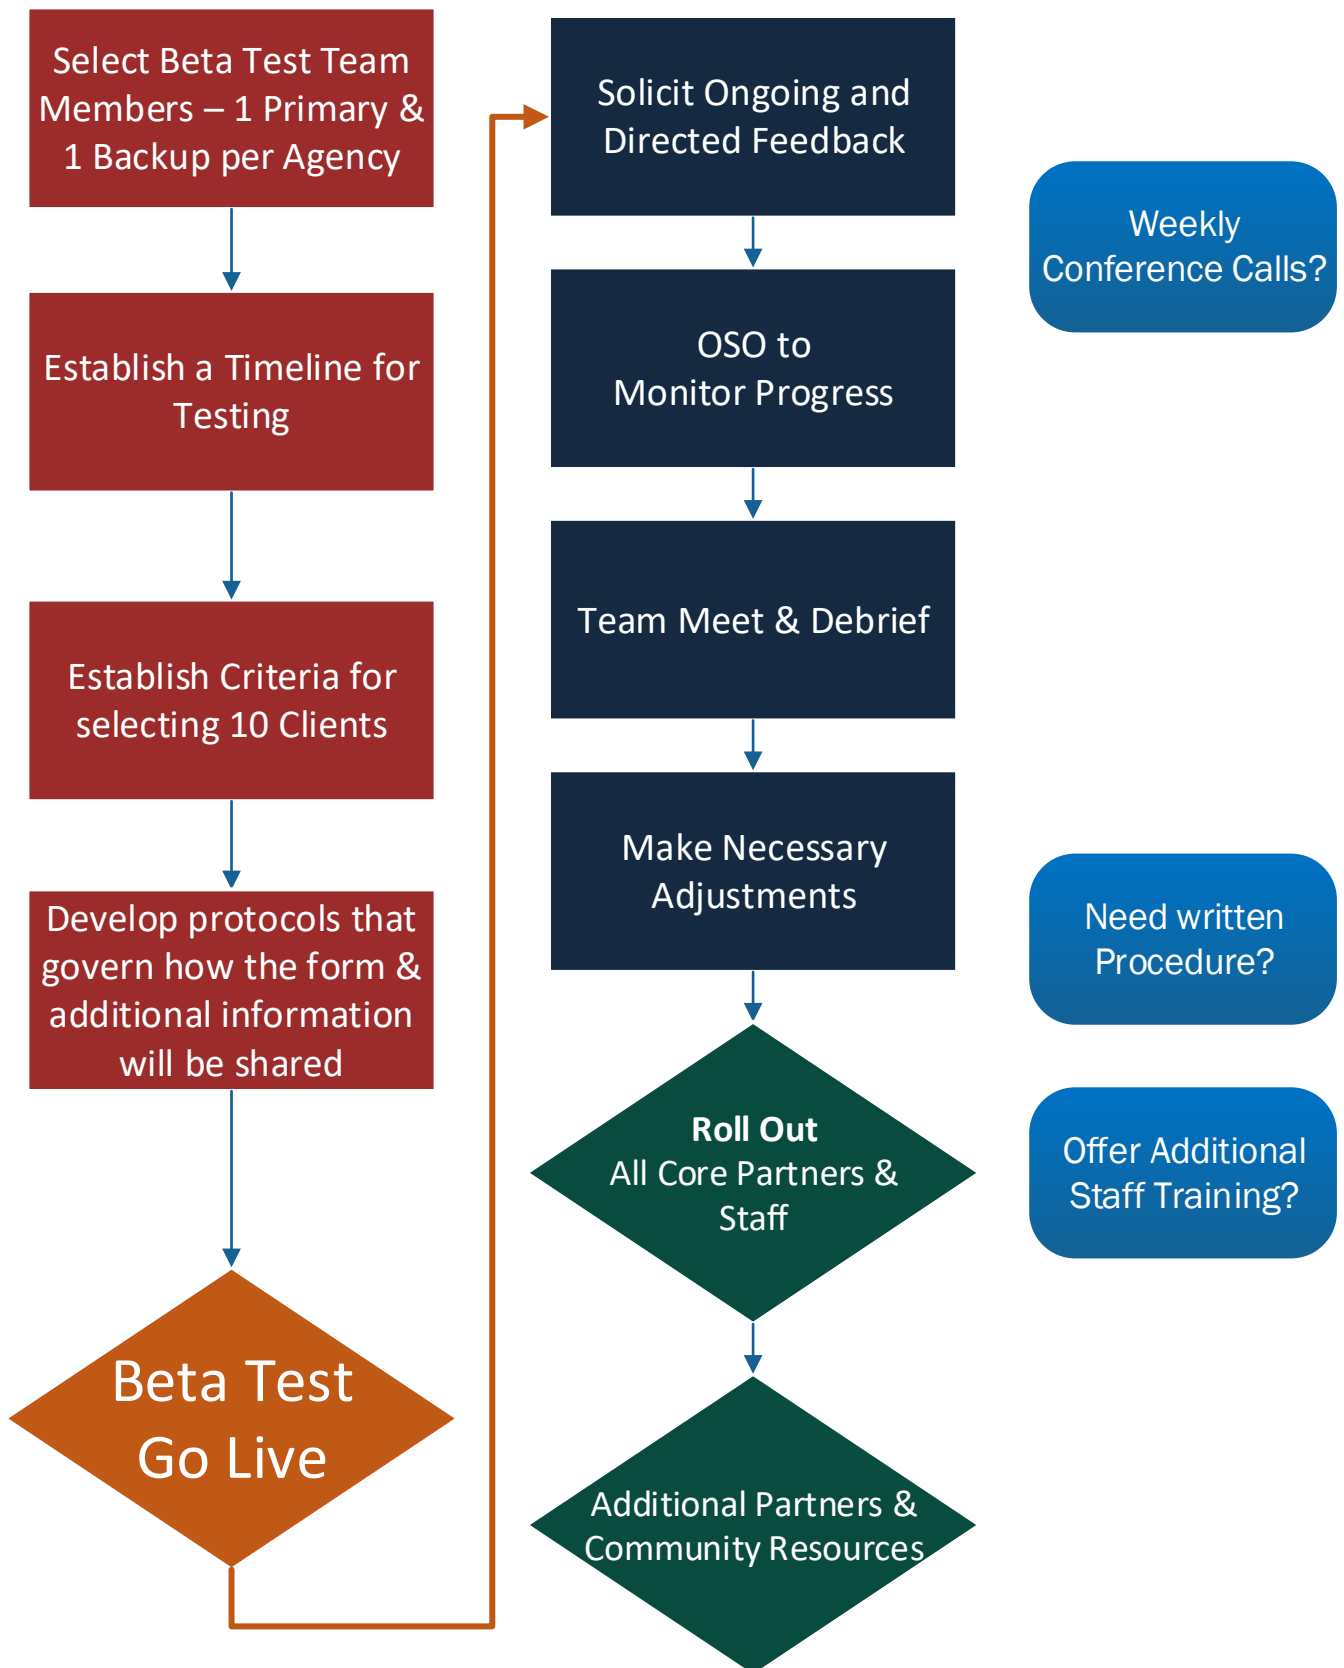 Select Beta Test Team
Members – 1 Primary &
1 Backup per Agency
Establish a Timeline for
Testing
Establish Criteria for
selecting 10 Clients
Develop protocols that
govern how the form &
additional information
will be shared
Beta Test
Go Live
Solicit Ongoing and
Directed Feedback
OSO to
Monitor Progress
Team Meet & Debrief
Make Necessary
Adjustments
Roll Out
All Core Partners &
Staff
Additional Partners &
Community Resources
Weekly
Conference Calls?
Need written
Procedure?
Offer Additional
Staff Training?